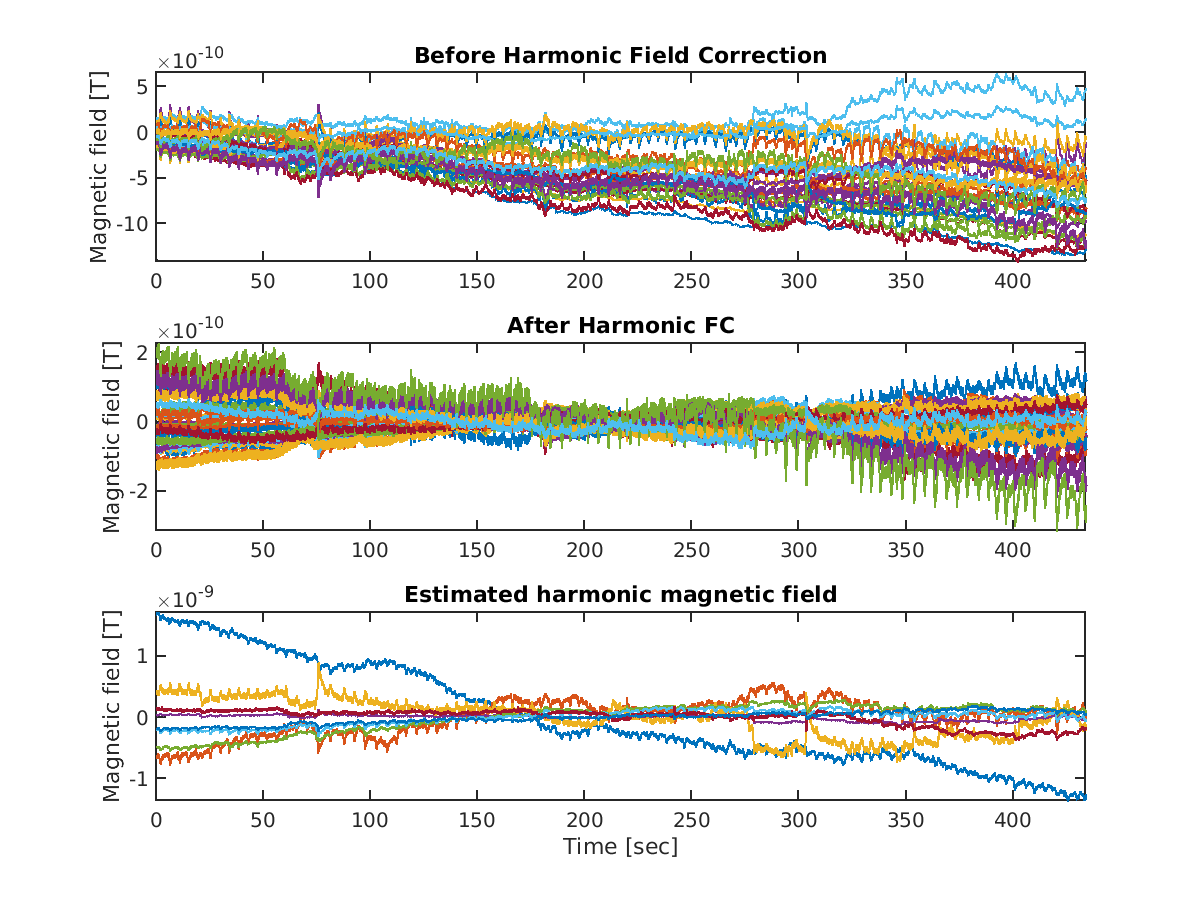 Before Harmonic Field Correction
×10⁻¹⁰
Magnetic field [T]
5
0
-5
-10
0 50 100 150 200 250 300 350 400
After Harmonic FC
×10⁻¹⁰
Magnetic field [T]
2
0
-2
0 50 100 150 200 250 300 350 400
Estimated harmonic magnetic field
×10⁻⁹
Magnetic field [T]
1
0
-1
0 50 100 150 200 250 300 350 400
Time [sec]